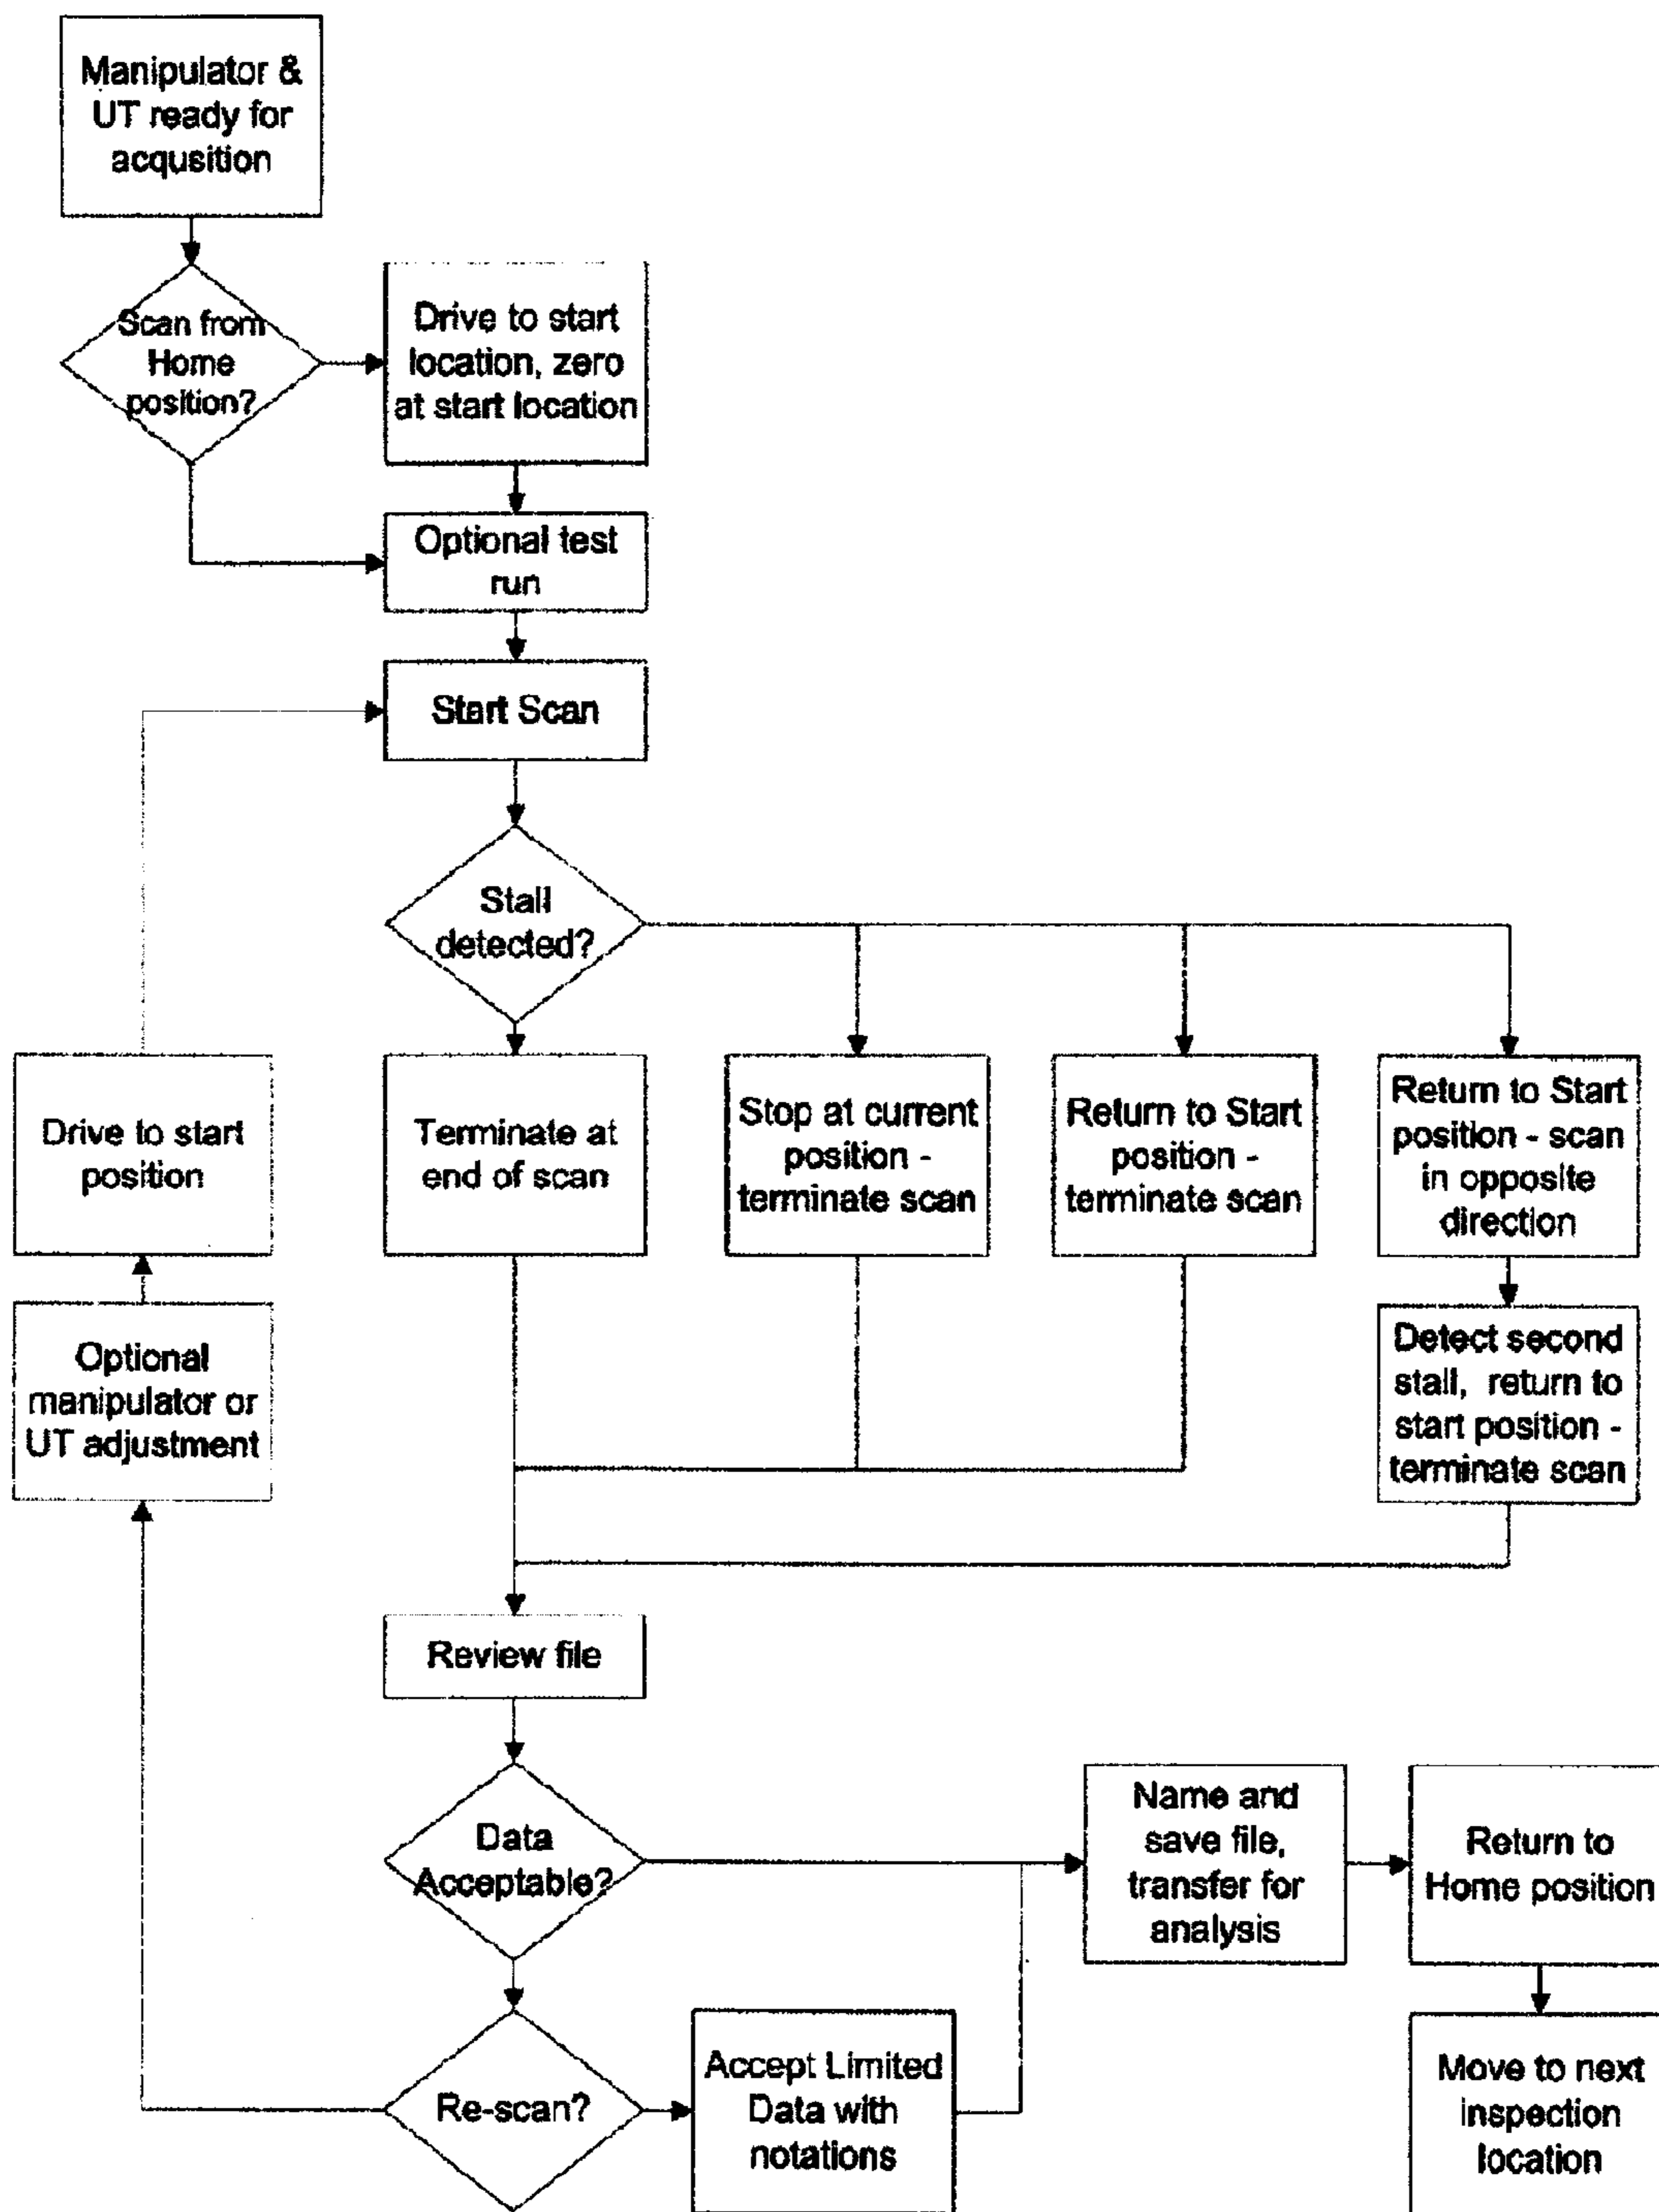 Manipulator &
UT ready for
acqusition
Scan from
Home
position?
Drive to start
location, zero
at start location
Optional test
run
Start Scan
Stall
detected?
Drive to start
position
Terminate at
end of scan
Stop at current
position -
terminate scan
Return to Start
position -
terminate scan
Return to Start
position - scan
in opposite
direction
Optional
manipulator or
UT adjustment
Detect second
stall, return to
start position -
terminate scan
Review file
Data
Acceptable?
Name and
save file,
transfer for
analysis
Return to
Home position
Re-scan?
Accept Limited
Data with
notations
Move to next
inspection
location